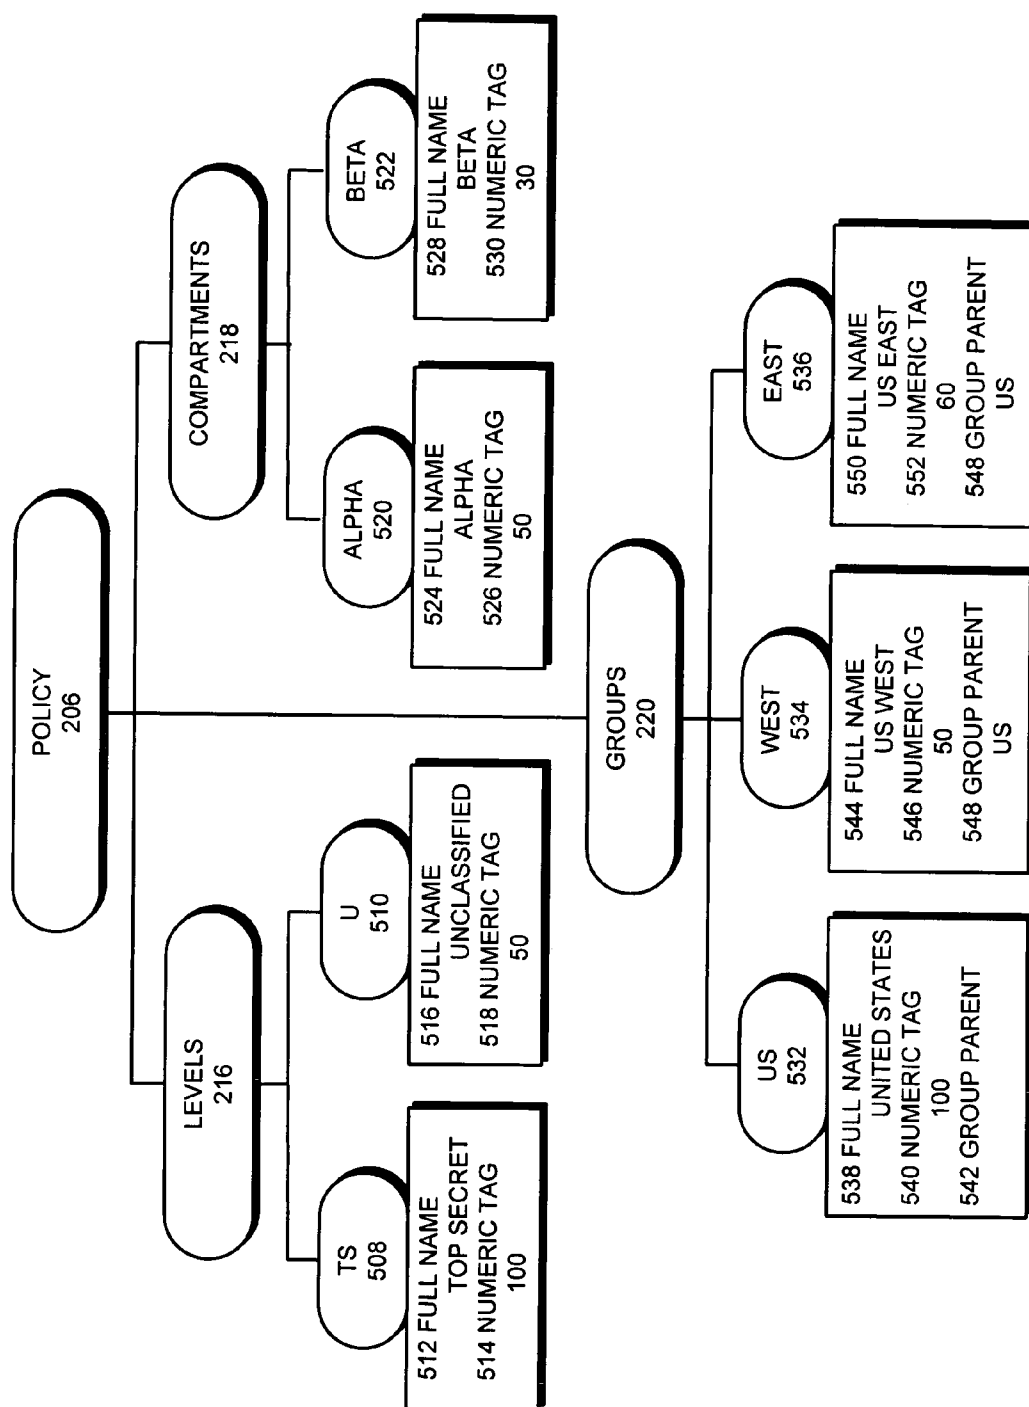 POLICY
206
LEVELS
216
COMPARTMENTS
218
TS
508
U
510
ALPHA
520
BETA
522
512 FULL NAME
TOP SECRET
514 NUMERIC TAG
100
516 FULL NAME
UNCLASSIFIED
518 NUMERIC TAG
50
524 FULL NAME
ALPHA
526 NUMERIC TAG
50
528 FULL NAME
BETA
530 NUMERIC TAG
30
GROUPS
220
US
532
WEST
534
EAST
536
538 FULL NAME
UNITED STATES
540 NUMERIC TAG
100
542 GROUP PARENT
544 FULL NAME
US WEST
546 NUMERIC TAG
50
548 GROUP PARENT
US
550 FULL NAME
US EAST
552 NUMERIC TAG
60
548 GROUP PARENT
US